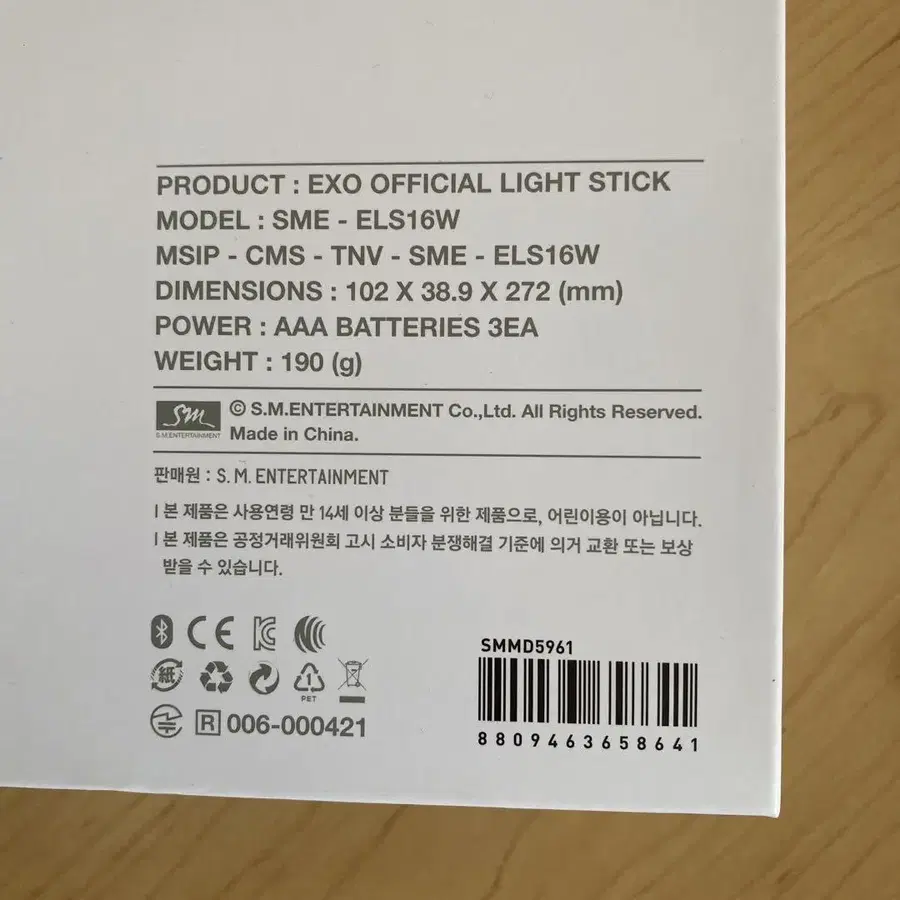 PRODUCT : EXO OFFICIAL LIGHT STICK
MODEL : SME - ELS16W
MSIP - CMS - TNV - SME - ELS16W
DIMENSIONS : 102 X 38.9 X 272 (mm)
POWER : AAA BATTERIES 3EA
WEIGHT : 190 (g)
SM
S.M.ENTERTAINMENT
© S.M.ENTERTAINMENT Co.,Ltd. All Rights Reserved.
Made in China.
판매원 : S. M. ENTERTAINMENT
l 본 제품은 사용연령 만 14세 이상 분들을 위한 제품으로, 어린이용이 아닙니다.
l 본 제품은 공정거래위원회 고시 소비자 분쟁해결 기준에 의거 교환 또는 보상
받을 수 있습니다.
CE
紙
1
PET
R 006-000421
SMMD5961
8809463658641